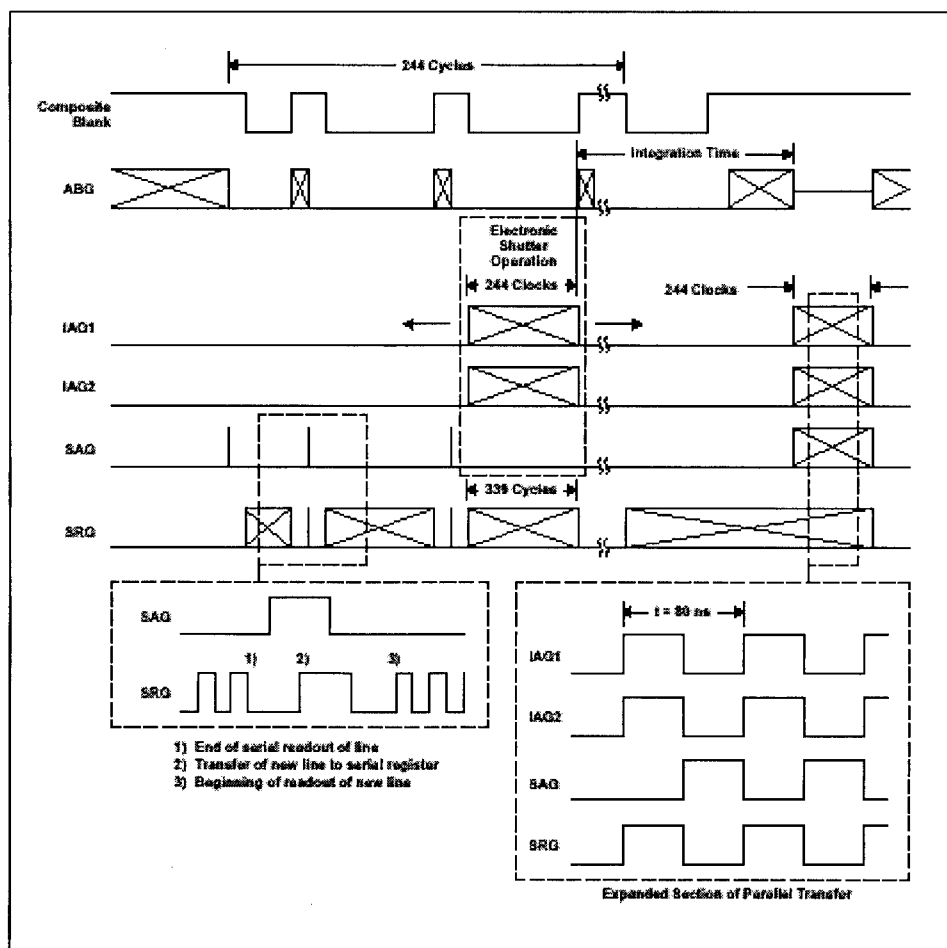 244 Cycles
Composite
Blank
Integration Time
ABG
Electronic
Shutter
Operation
244 Clocks
244 Clocks
IAG1
IAG2
SAG
339 Cycles
SRG
SAG
1) 2) 3)
SRG
1) End of serial readout of line
2) Transfer of new line to serial register
3) Beginning of readout of new line
t = 80 ns
IAG1
IAG2
SAG
SRG
Expanded Section of Parallel Transfer